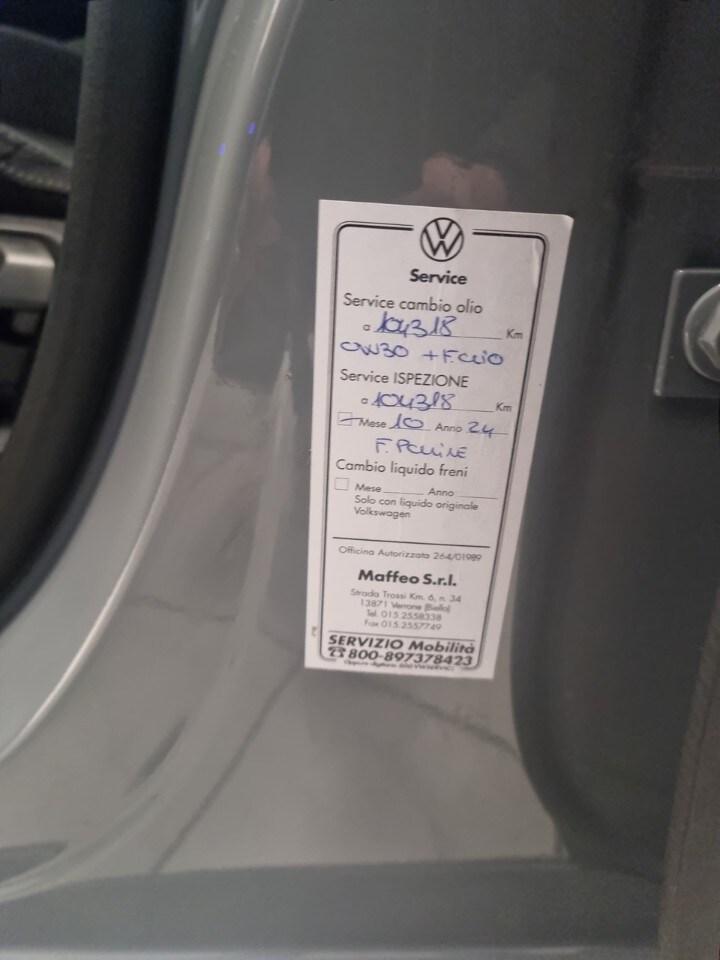 VW
Service
Service cambio olio
a 104318 Km
0W30 + F. olio
Service ISPEZIONE
a 104318 Km
Mese 10 Anno 24
F. Polline
Cambio liquido freni
Mese Anno
Solo con liquido originale
Volkswagen
Officina Autorizzata 264/01989
Maffeo S.r.l.
Strada Trossi Km. 6, n. 34
13871 Verrone (Biella)
Tel. 015.2558338
Fax 015.2557749
SERVIZIO Mobilità
☎800-897378423